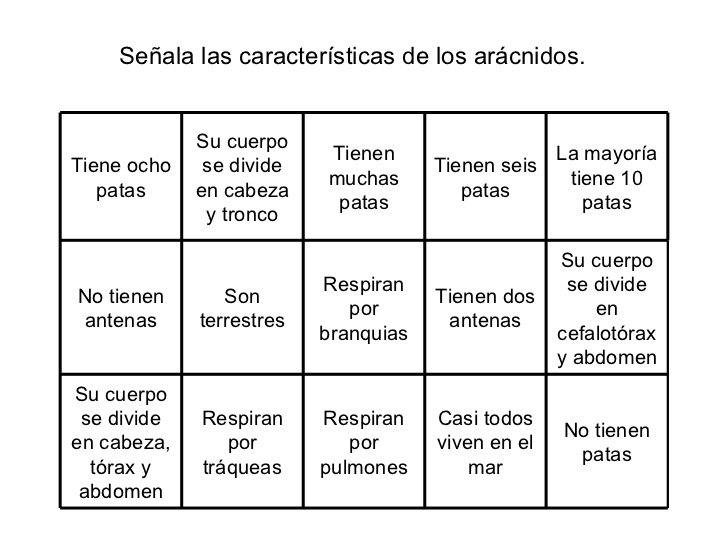 Señala las características de los arácnidos.
Tiene ocho
patas
Su cuerpo
se divide
en cabeza
y tronco
Tienen
muchas
patas
Tienen seis
patas
La mayoría
tiene 10
patas
No tienen
antenas
Son
terrestres
Respiran
por
branquias
Tienen dos
antenas
Su cuerpo
se divide
en
cefalotórax
y abdomen
Su cuerpo
se divide
en cabeza,
tórax y
abdomen
Respiran
por
tráqueas
Respiran
por
pulmones
Casi todos
viven en el
mar
No tienen
patas